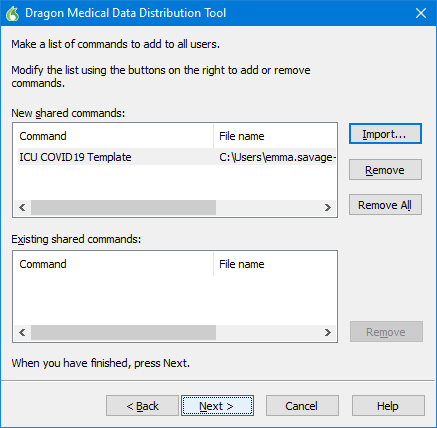 Dragon Medical Data Distribution Tool
Make a list of commands to add to all users.
Modify the list using the buttons on the right to add or remove
commands.
New shared commands:
Command File name
ICU COVID19 Template C:\Users\emma.savage-
Import...
Remove
Remove All
Existing shared commands:
Command File name
Remove
When you have finished, press Next.
< Back Next > Cancel Help